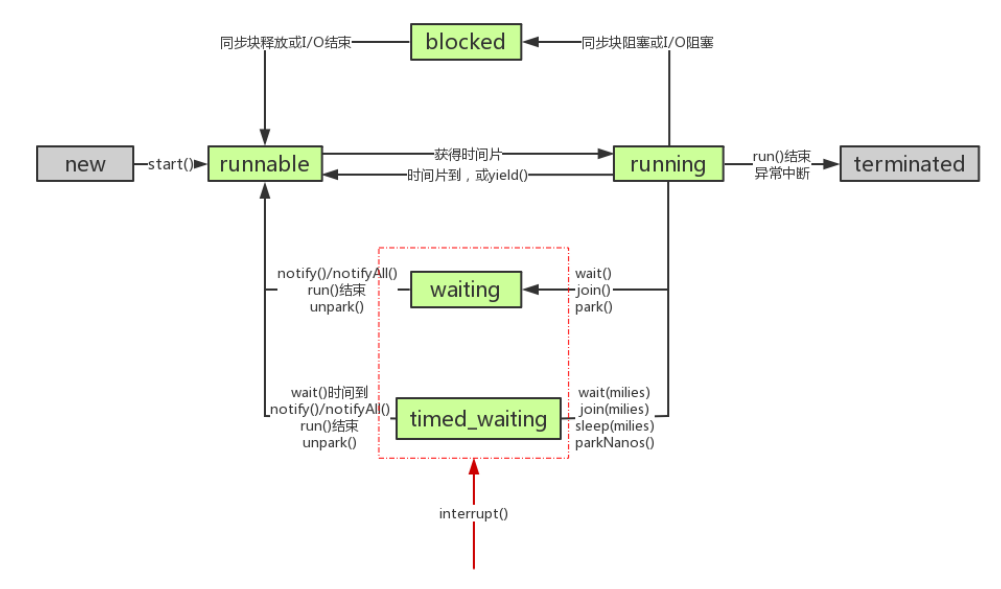 同步块释放或I/O结束
blocked
同步块阻塞或I/O阻塞
new
start()
runnable
获得时间片
时间片到，或yield()
running
run()结束
异常中断
terminated
notify()/notifyAll()
run()结束
unpark()
waiting
wait()
join()
park()
wait()时间到
notify()/notifyAll()
run()结束
unpark()
timed_waiting
wait(milies)
join(milies)
sleep(milies)
parkNanos()
interrupt()